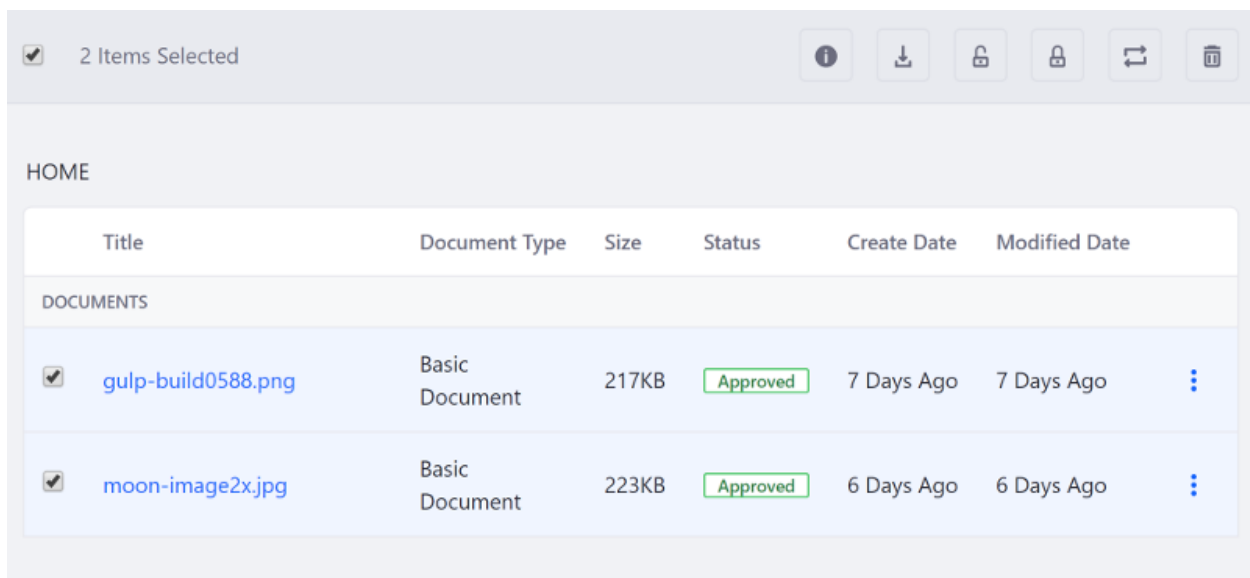 2 Items Selected
HOME
Title Document Type Size Status Create Date Modified Date
DOCUMENTS
gulp-build0588.png Basic Document 217KB Approved 7 Days Ago 7 Days Ago
moon-image2x.jpg Basic Document 223KB Approved 6 Days Ago 6 Days Ago